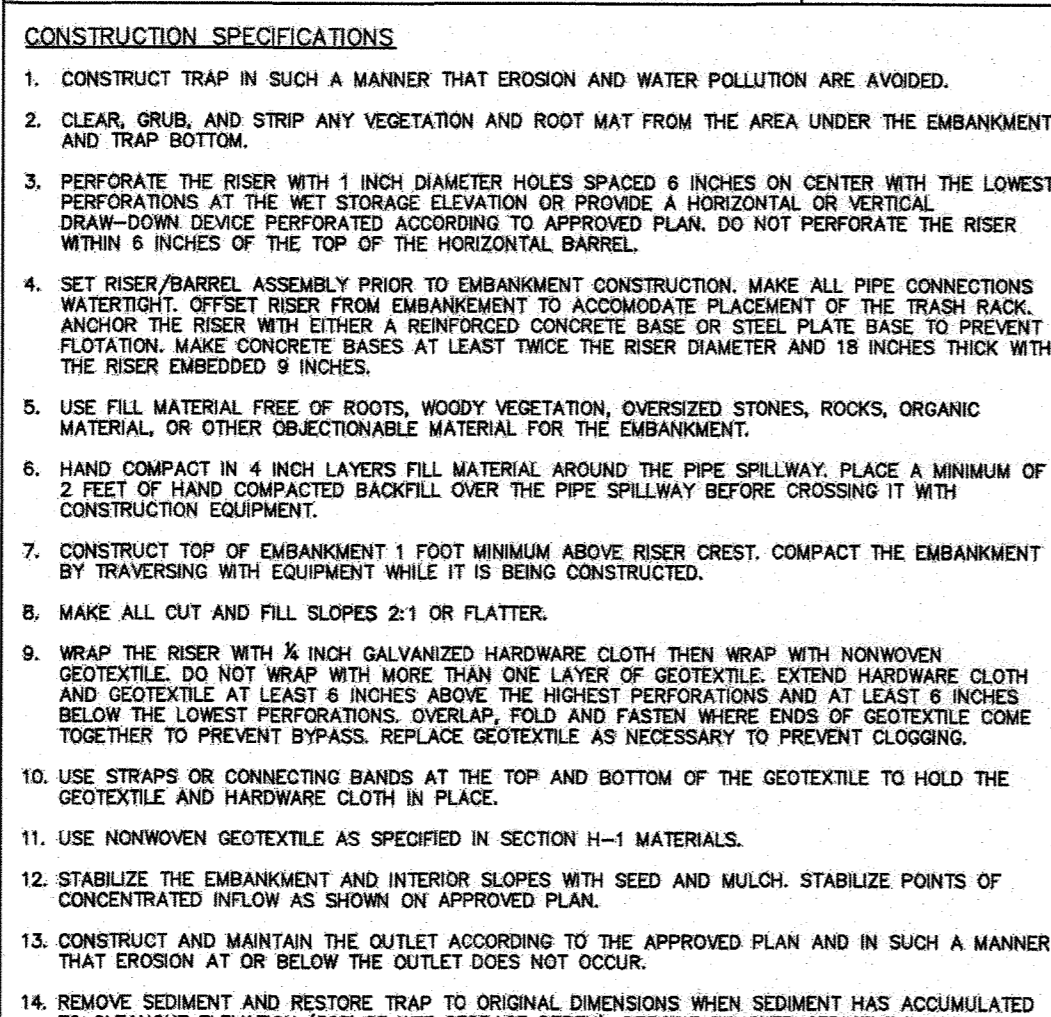 CONSTRUCTION SPECIFICATIONS
1. CONSTRUCT TRAP IN SUCH A MANNER THAT EROSION AND WATER POLLUTION ARE AVOIDED.
2. CLEAR, GRUB, AND STRIP ANY VEGETATION AND ROOT MAT FROM THE AREA UNDER THE EMBANKMENT
AND TRAP BOTTOM.
3. PERFORATE THE RISER WITH 1 INCH DIAMETER HOLES SPACED 6 INCHES ON CENTER WITH THE LOWEST
PERFORATIONS AT THE WET STORAGE ELEVATION OR PROVIDE A HORIZONTAL OR VERTICAL
DRAW-DOWN DEVICE PERFORATED ACCORDING TO APPROVED PLAN. DO NOT PERFORATE THE RISER
WITHIN 6 INCHES OF THE TOP OF THE HORIZONTAL BARREL.
4. SET RISER/BARREL ASSEMBLY PRIOR TO EMBANKMENT CONSTRUCTION. MAKE ALL PIPE CONNECTIONS
WATERTIGHT. OFFSET RISER FROM EMBANKEMENT TO ACCOMODATE PLACEMENT OF THE TRASH RACK.
ANCHOR THE RISER WITH EITHER A REINFORCED CONCRETE BASE OR STEEL PLATE BASE TO PREVENT
FLOTATION. MAKE CONCRETE BASES AT LEAST TWICE THE RISER DIAMETER AND 18 INCHES THICK WITH
THE RISER EMBEDDED 9 INCHES.
5. USE FILL MATERIAL FREE OF ROOTS, WOODY VEGETATION, OVERSIZED STONES, ROCKS, ORGANIC
MATERIAL, OR OTHER OBJECTIONABLE MATERIAL FOR THE EMBANKMENT.
6. HAND COMPACT IN 4 INCH LAYERS FILL MATERIAL AROUND THE PIPE SPILLWAY. PLACE A MINIMUM OF
2 FEET OF HAND COMPACTED BACKFILL OVER THE PIPE SPILLWAY BEFORE CROSSING IT WITH
CONSTRUCTION EQUIPMENT.
7. CONSTRUCT TOP OF EMBANKMENT 1 FOOT MINIMUM ABOVE RISER CREST. COMPACT THE EMBANKMENT
BY TRAVERSING WITH EQUIPMENT WHILE IT IS BEING CONSTRUCTED.
8. MAKE ALL CUT AND FILL SLOPES 2:1 OR FLATTER.
9. WRAP THE RISER WITH ¼ INCH GALVANIZED HARDWARE CLOTH THEN WRAP WITH NONWOVEN
GEOTEXTILE. DO NOT WRAP WITH MORE THAN ONE LAYER OF GEOTEXTILE. EXTEND HARDWARE CLOTH
AND GEOTEXTILE AT LEAST 6 INCHES ABOVE THE HIGHEST PERFORATIONS AND AT LEAST 6 INCHES
BELOW THE LOWEST PERFORATIONS. OVERLAP, FOLD AND FASTEN WHERE ENDS OF GEOTEXTILE COME
TOGETHER TO PREVENT BYPASS. REPLACE GEOTEXTILE AS NECESSARY TO PREVENT CLOGGING.
10. USE STRAPS OR CONNECTING BANDS AT THE TOP AND BOTTOM OF THE GEOTEXTILE TO HOLD THE
GEOTEXTILE AND HARDWARE CLOTH IN PLACE.
11. USE NONWOVEN GEOTEXTILE AS SPECIFIED IN SECTION H-1 MATERIALS.
12. STABILIZE THE EMBANKMENT AND INTERIOR SLOPES WITH SEED AND MULCH. STABILIZE POINTS OF
CONCENTRATED INFLOW AS SHOWN ON APPROVED PLAN.
13. CONSTRUCT AND MAINTAIN THE OUTLET ACCORDING TO THE APPROVED PLAN AND IN SUCH A MANNER
THAT EROSION AT OR BELOW THE OUTLET DOES NOT OCCUR.
14. REMOVE SEDIMENT AND RESTORE TRAP TO ORIGINAL DIMENSIONS WHEN SEDIMENT HAS ACCUMULATED